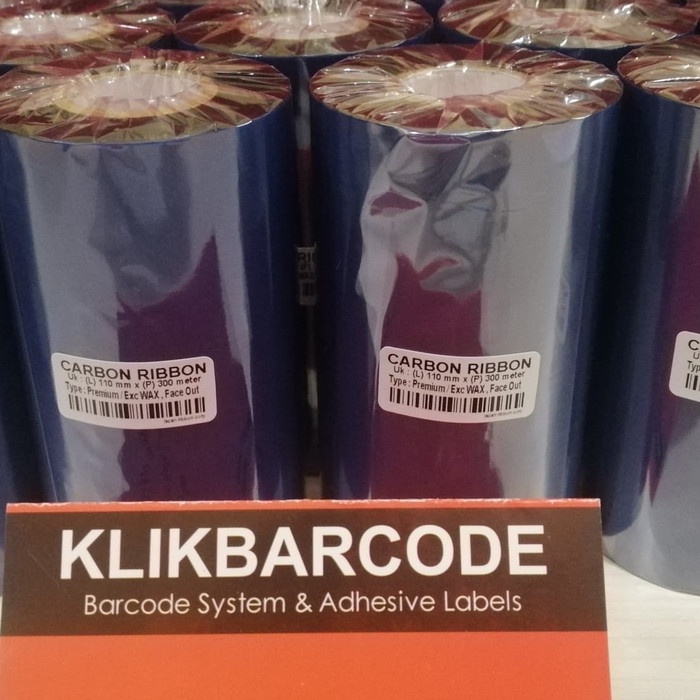 CARBON RIBBON
Uk : (L) 110 mm x (P) 300 meter
Type : Premium / Exc WAX , Face Out
CARBON RIBBON
Uk : (L) 110 mm x (P) 300 meter
Type : Premium / Exc WAX , Face Out
KLIKBARCODE
Barcode System & Adhesive Labels